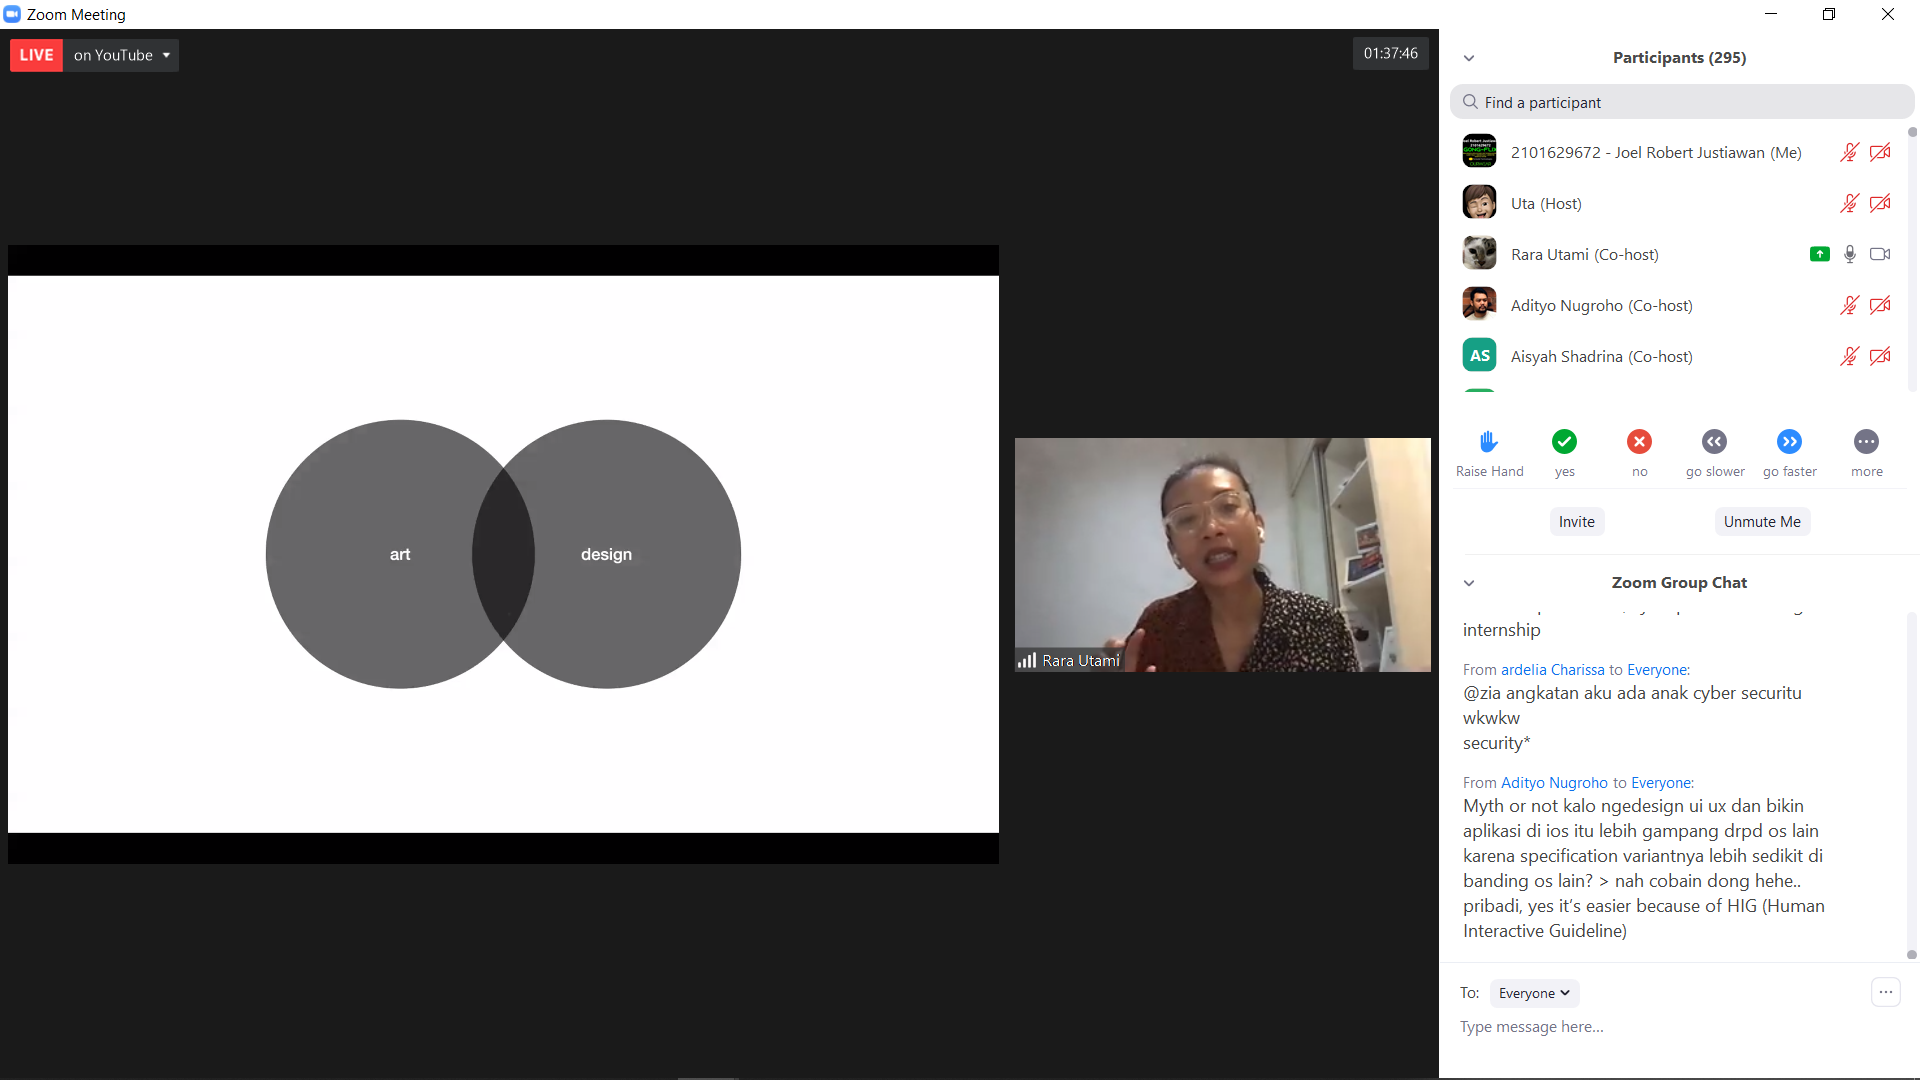 Zoom Meeting
LIVE on YouTube
01:37:46
art
design
Rara Utami
Participants (295)
Find a participant
2101629672 - Joel Robert Justiawan (Me)
Uta (Host)
Rara Utami (Co-host)
Adityo Nugroho (Co-host)
AS Aisyah Shadrina (Co-host)
Raise Hand
yes
no
go slower
go faster
more
Invite
Unmute Me
Zoom Group Chat
internship
From ardelia Charissa to Everyone:
@zia angkatan aku ada anak cyber securitu
wkwkw
security*
From Adityo Nugroho to Everyone:
Myth or not kalo ngedesign ui ux dan bikin
aplikasi di ios itu lebih gampang drpd os lain
karena specification variantnya lebih sedikit di
banding os lain? > nah cobain dong hehe..
pribadi, yes it's easier because of HIG (Human
Interactive Guideline)
To: Everyone
Type message here...